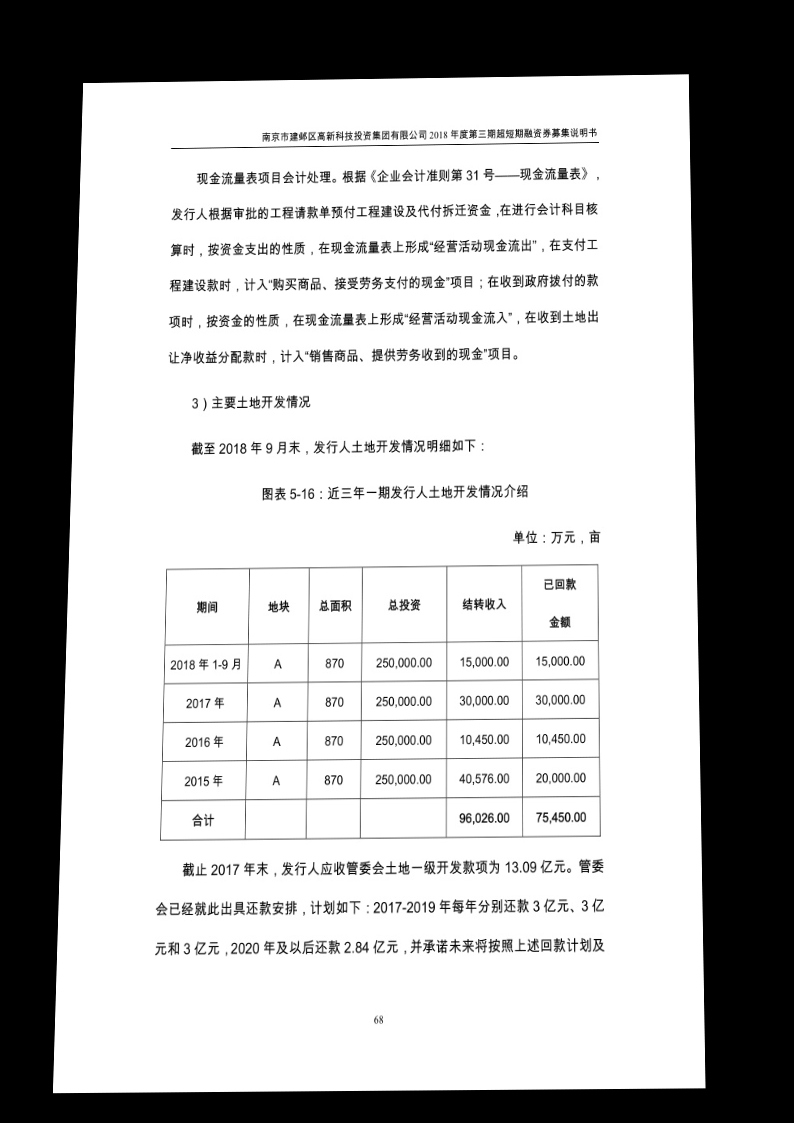 南京市建邺区高新科技投资集团有限公司 2018 年度第三期超短期融资券募集说明书
现金流量表项目会计处理。根据《企业会计准则第 31 号——现金流量表》，
发行人根据审批的工程请款单预付工程建设及代付拆迁资金，在进行会计科目核
算时，按资金支出的性质，在现金流量表上形成“经营活动现金流出”，在支付工
程建设款时，计入“购买商品、接受劳务支付的现金”项目；在收到政府拨付的款
项时，按资金的性质，在现金流量表上形成“经营活动现金流入”，在收到土地出
让净收益分配款时，计入“销售商品、提供劳务收到的现金”项目。
3）主要土地开发情况
截至 2018 年 9 月末，发行人土地开发情况明细如下：
图表 5-16：近三年一期发行人土地开发情况介绍
单位：万元，亩
期间 地块 总面积 总投资 结转收入 已回款
金额
2018 年 1-9 月 A 870 250,000.00 15,000.00 15,000.00
2017 年 A 870 250,000.00 30,000.00 30,000.00
2016 年 A 870 250,000.00 10,450.00 10,450.00
2015 年 A 870 250,000.00 40,576.00 20,000.00
合计 96,026.00 75,450.00
截止 2017 年末，发行人应收管委会土地一级开发款项为 13.09 亿元。管委
会已经就此出具还款安排，计划如下：2017-2019 年每年分别还款 3 亿元、3 亿
元和 3 亿元，2020 年及以后还款 2.84 亿元，并承诺未来将按照上述回款计划及
68